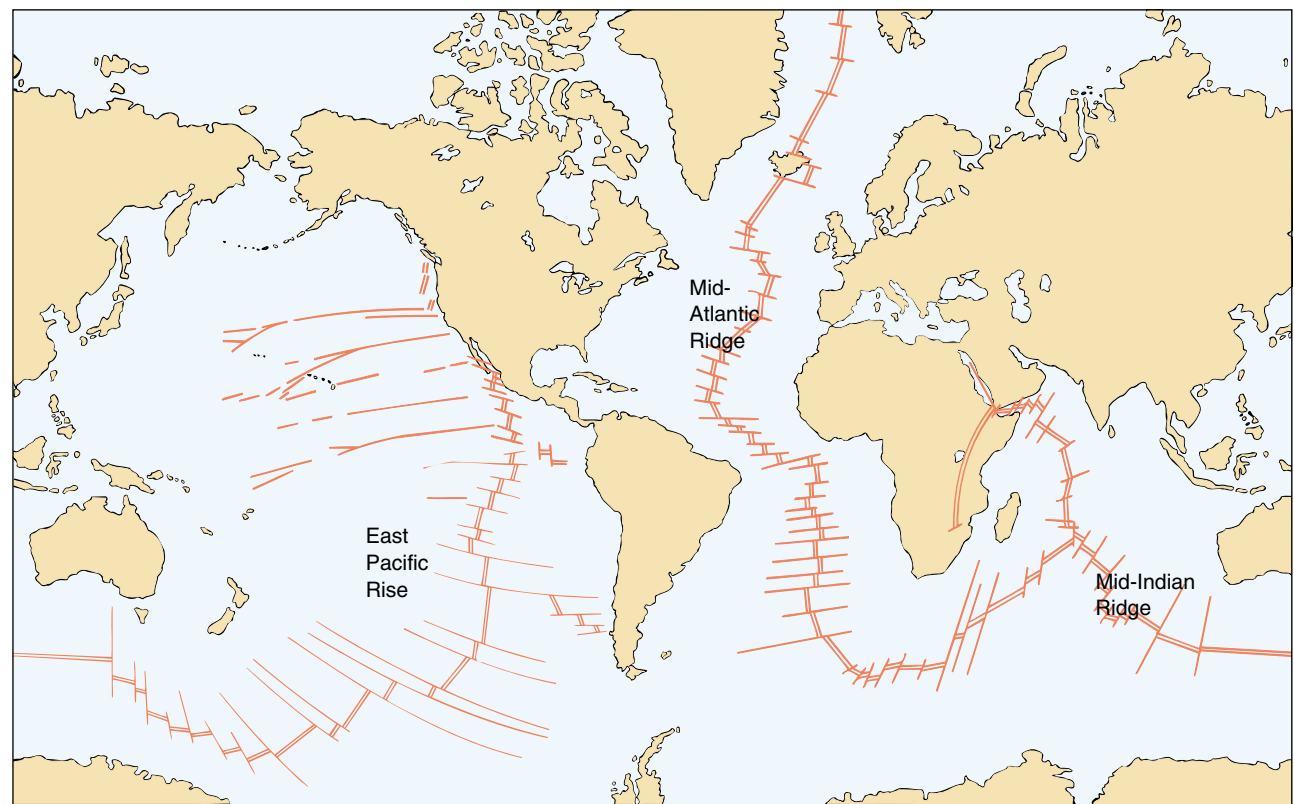 Mid-
Atlantic
Ridge
East
Pacific
Rise
Mid-Indian
Ridge